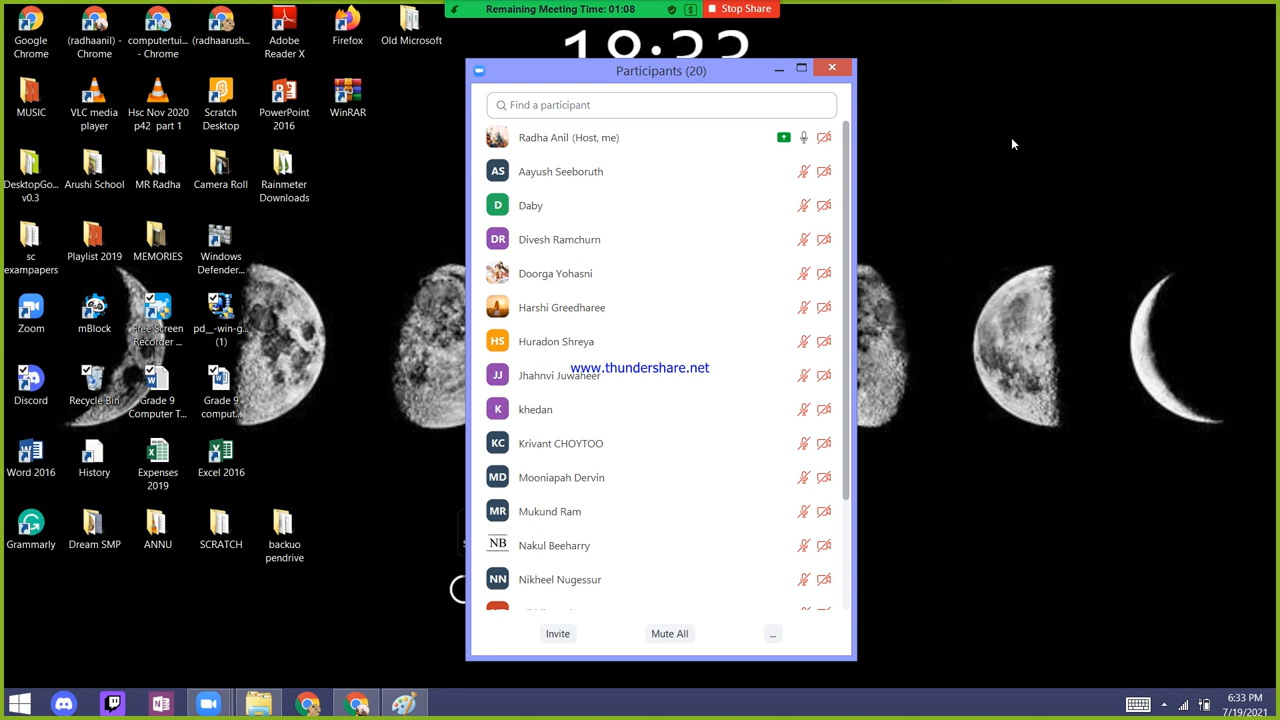 Remaining Meeting Time: 01:08
$
Stop Share
18:33
Google Chrome
(radhaanil) - Chrome
computertui... - Chrome
(radhaarush...
Adobe Reader X
Firefox
Old Microsoft
MUSIC
VLC media player
Hsc Nov 2020 p42 part 1
Scratch Desktop
PowerPoint 2016
WinRAR
DesktopGo... v0.3
Arushi School
MR Radha
Camera Roll
Rainmeter Downloads
sc exampapers
Playlist 2019
MEMORIES
Windows Defender...
Zoom
mBlock
Free Screen Recorder ...
pd__-win-g... (1)
Discord
Recycle Bin
Grade 9 Computer T...
Grade 9 comput...
Word 2016
History
Expenses 2019
Excel 2016
Grammarly
Dream SMP
ANNU
SCRATCH
backuo pendrive
Participants (20)
Find a participant
Radha Anil (Host, me)
AS Aayush Seeboruth
D Daby
DR Divesh Ramchurn
Doorga Yohasni
Harshi Greedharee
HS Huradon Shreya
www.thundershare.net
JJ Jhahnvi Juwaheer
K khedan
KC Krivant CHOYTOO
MD Mooniapah Dervin
MR Mukund Ram
NB Nakul Beeharry
NN Nikheel Nugessur
Invite
Mute All
...
6:33 PM
7/19/2021